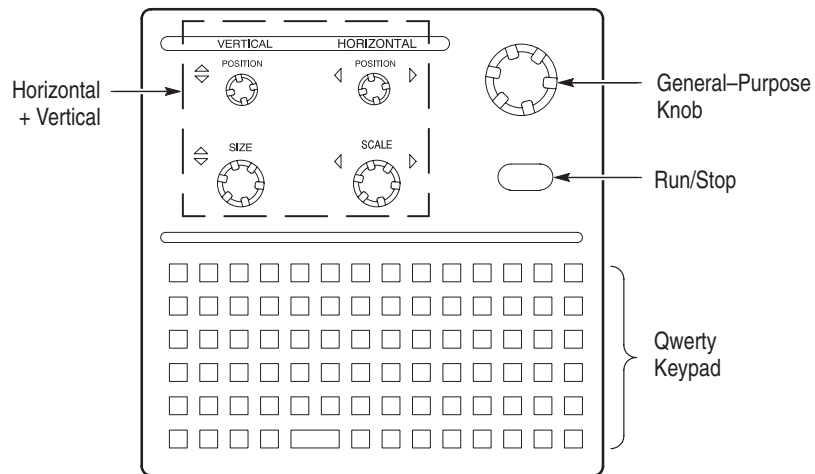 VERTICAL HORIZONTAL
POSITION POSITION
Horizontal
+ Vertical
General–Purpose
Knob
SIZE SCALE
Run/Stop
Qwerty
Keypad